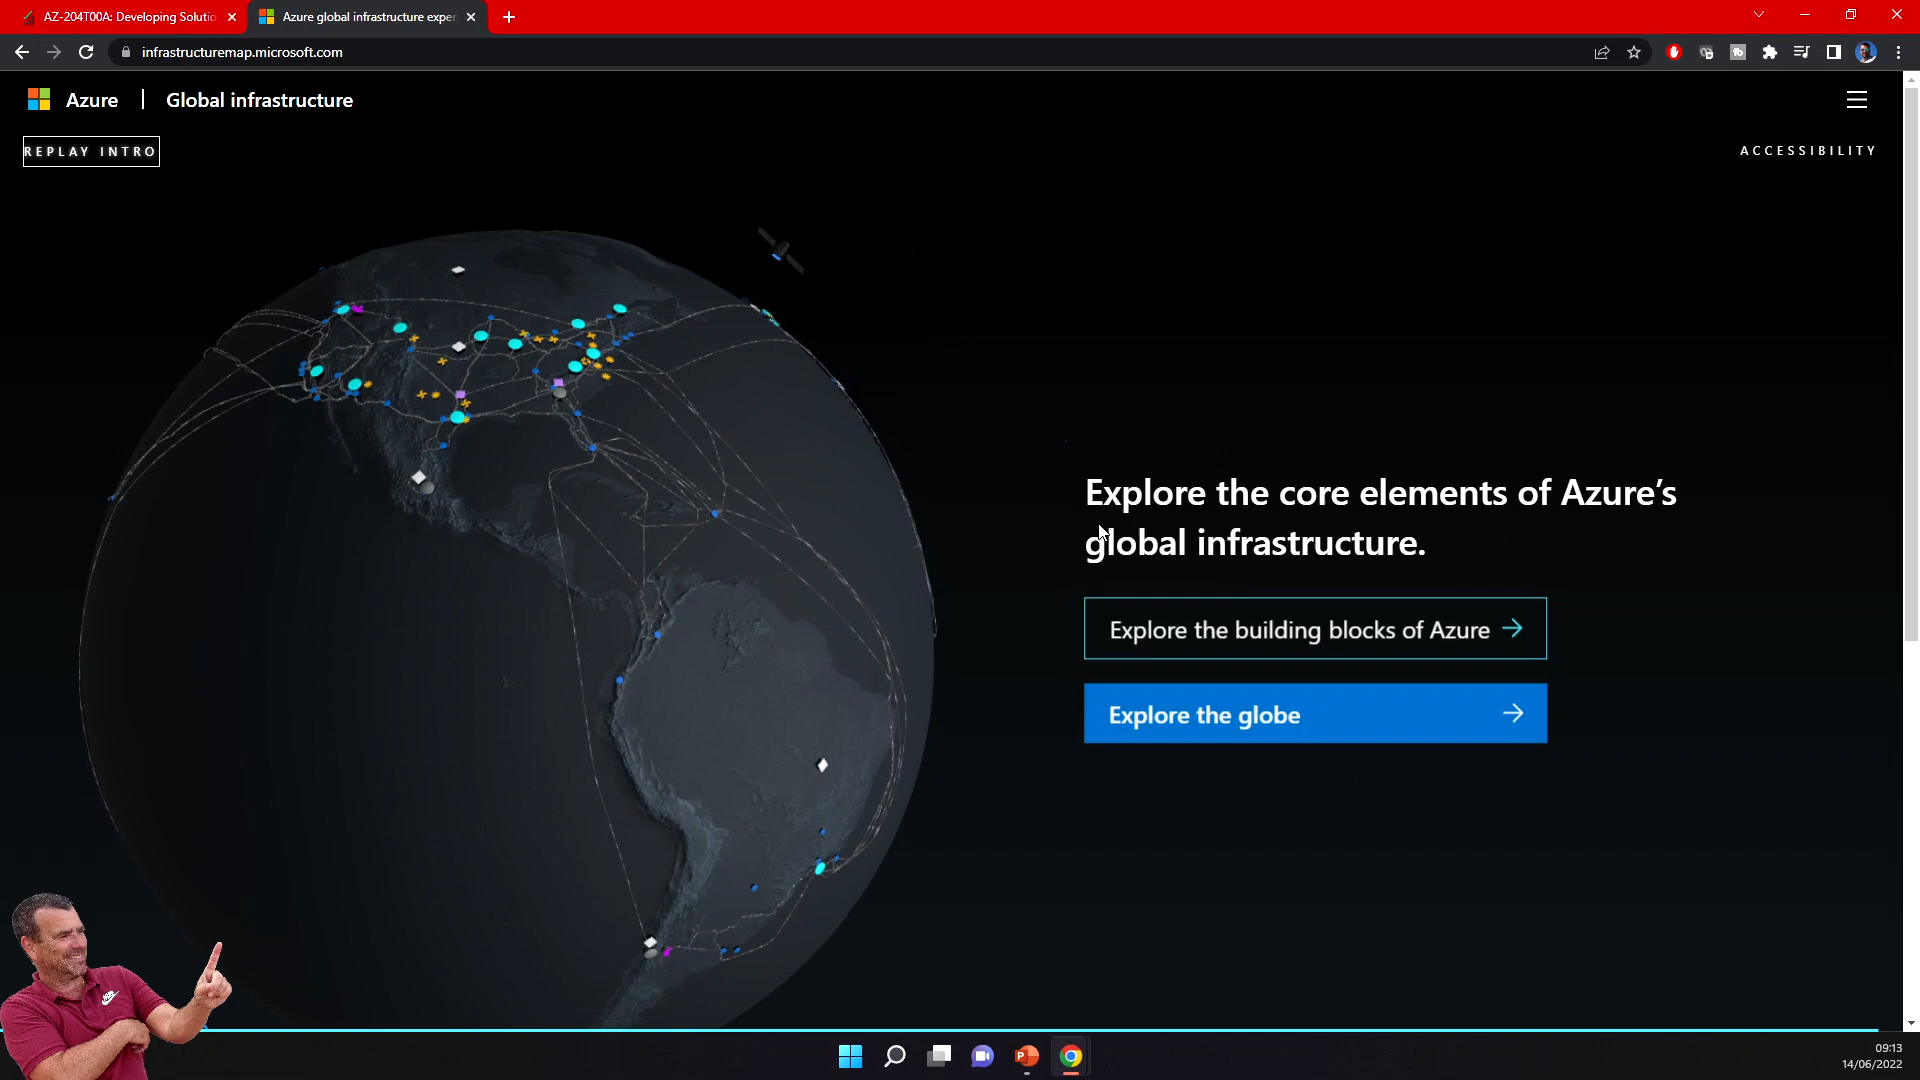 AZ-204T00A: Developing Solutio
Azure global infrastructure exper
infrastructuremap.microsoft.com
Azure | Global infrastructure
REPLAY INTRO
ACCESSIBILITY
Explore the core elements of Azure’s
global infrastructure.
Explore the building blocks of Azure →
Explore the globe →
09:13
14/06/2022